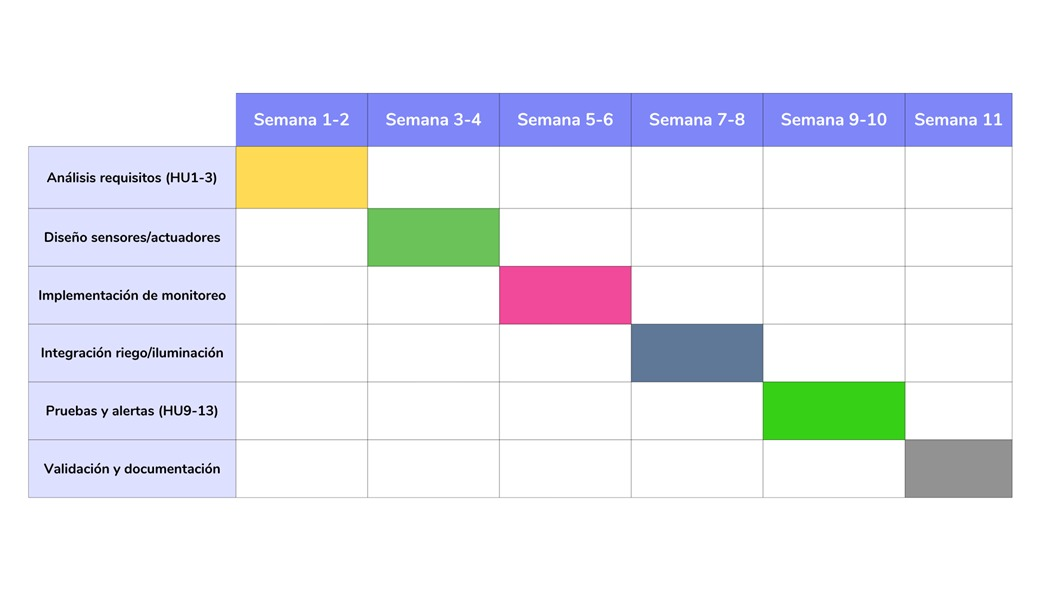 Semana 1-2
Semana 3-4
Semana 5-6
Semana 7-8
Semana 9-10
Semana 11
Análisis requisitos (HU1-3)
Diseño sensores/actuadores
Implementación de monitoreo
Integración riego/iluminación
Pruebas y alertas (HU9-13)
Validación y documentación